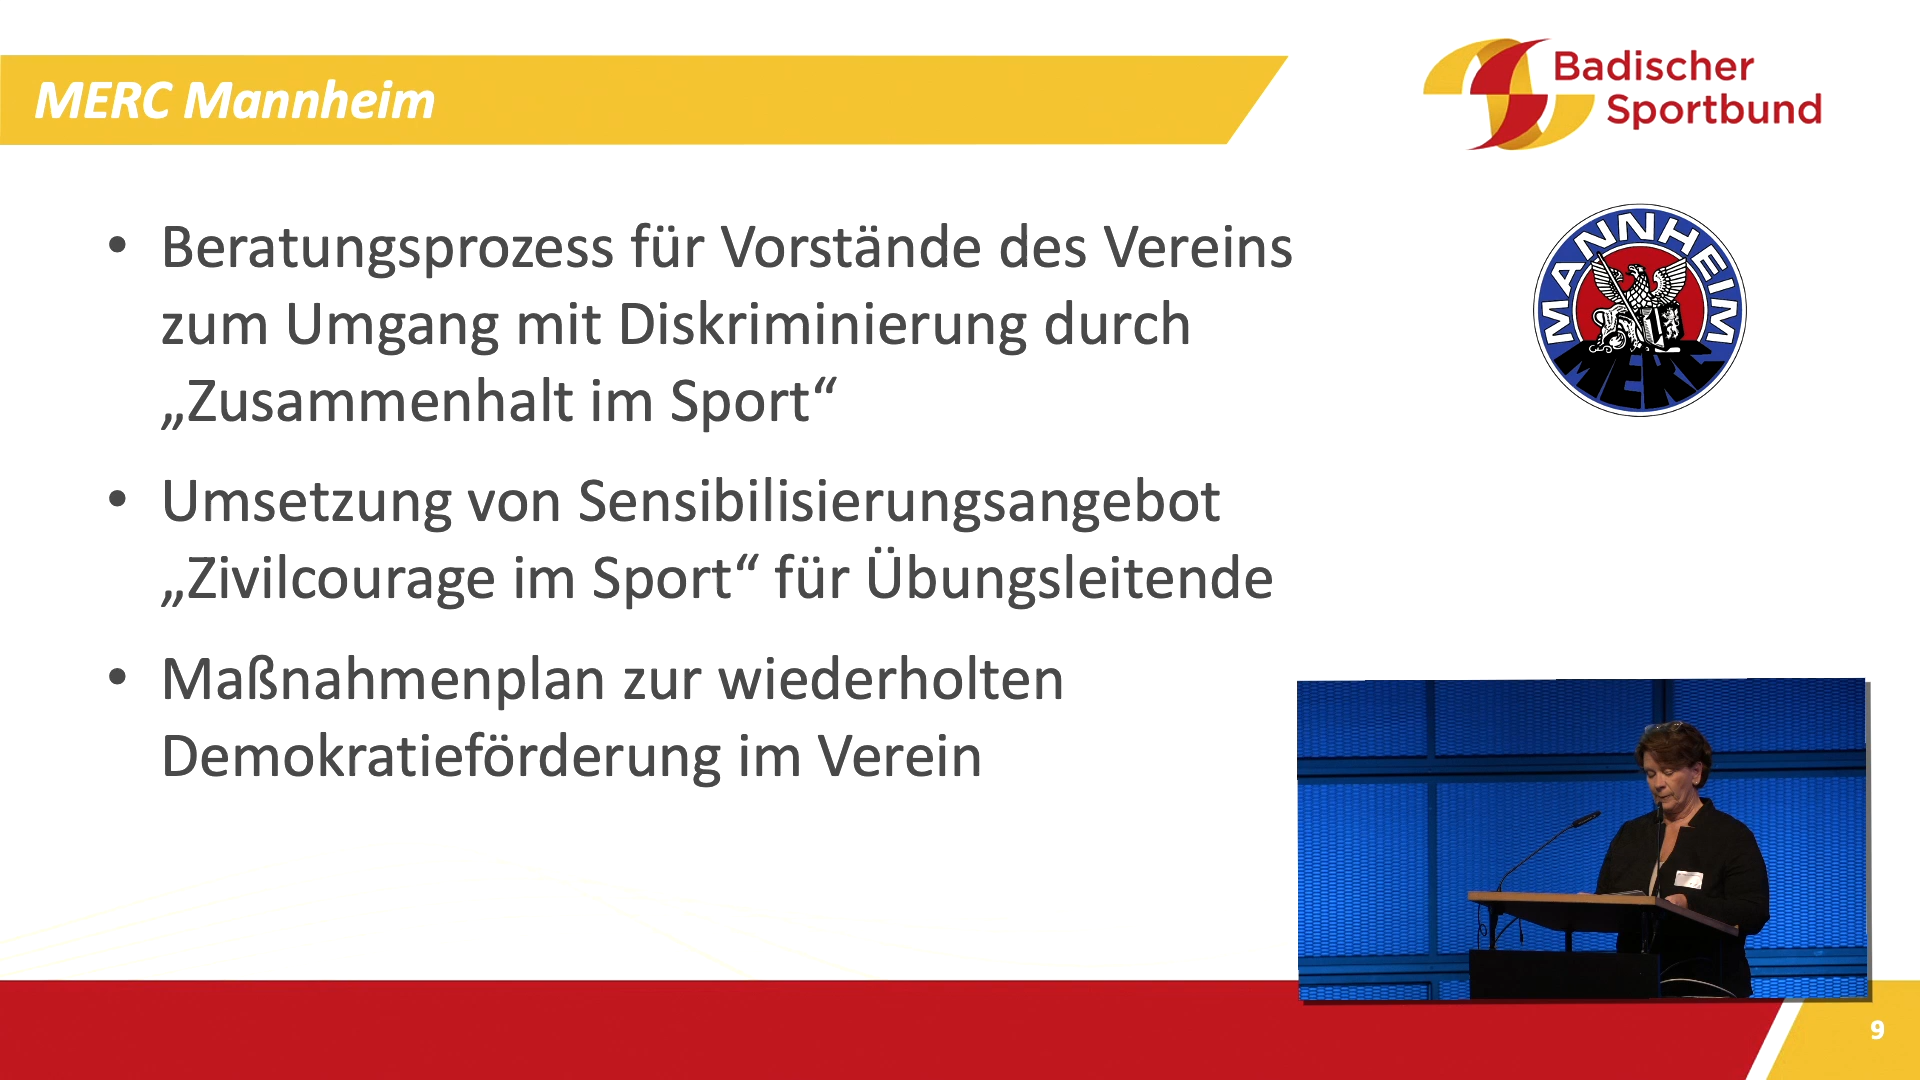 MERC Mannheim
Badischer
Sportbund
• Beratungsprozess für Vorstände des Vereins
zum Umgang mit Diskriminierung durch
„Zusammenhalt im Sport“
MANNHEIM
MERC
• Umsetzung von Sensibilisierungsangebot
„Zivilcourage im Sport“ für Übungsleitende
• Maßnahmenplan zur wiederholten
Demokratieförderung im Verein
9